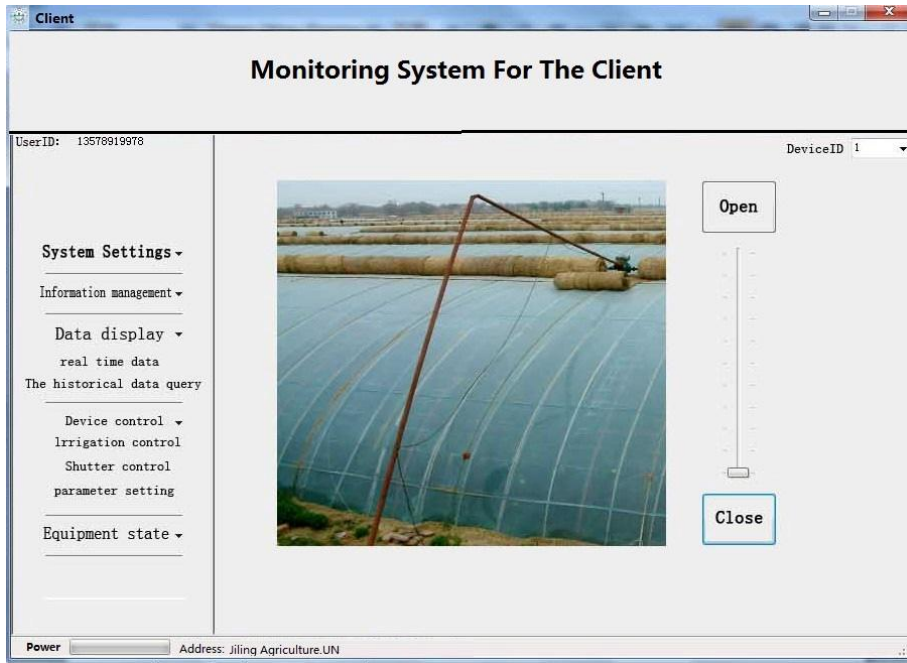 Client
Monitoring System For The Client
UserID: 13578919978
DeviceID 1
System Settings
Information management
Data display
real time data
The historical data query
Device control
lrrigation control
Shutter control
parameter setting
Equipment state
Open
Close
Power
Address: Jiling Agriculture.UN